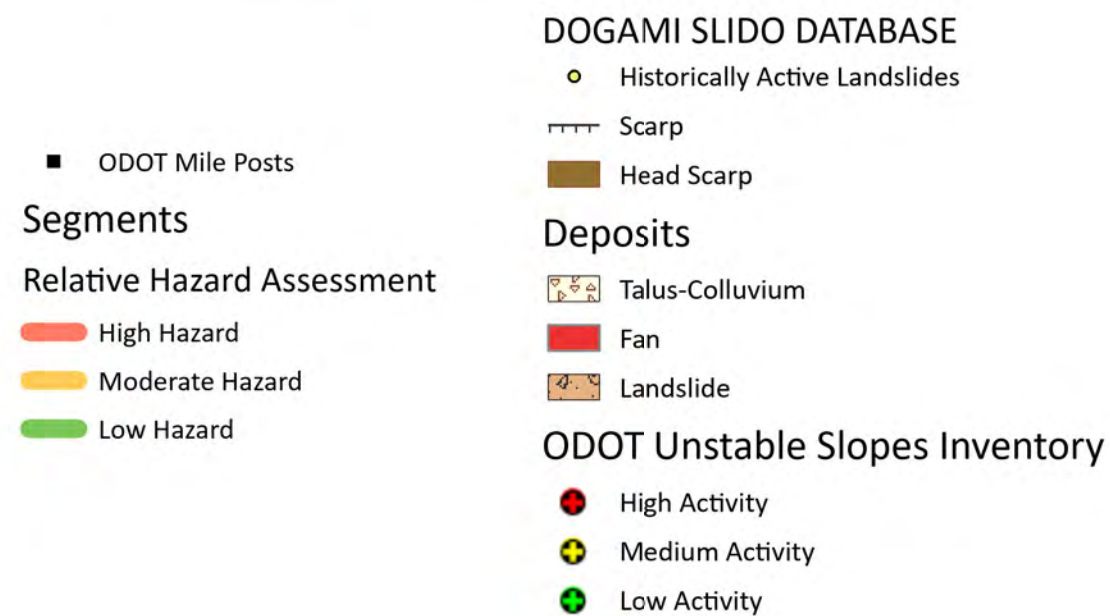 ODOT Mile Posts
Segments
Relative Hazard Assessment
High Hazard
Moderate Hazard
Low Hazard
DOGAMI SLIDO DATABASE
Historically Active Landslides
Scarp
Head Scarp
Deposits
Talus-Colluvium
Fan
Landslide
ODOT Unstable Slopes Inventory
High Activity
Medium Activity
Low Activity